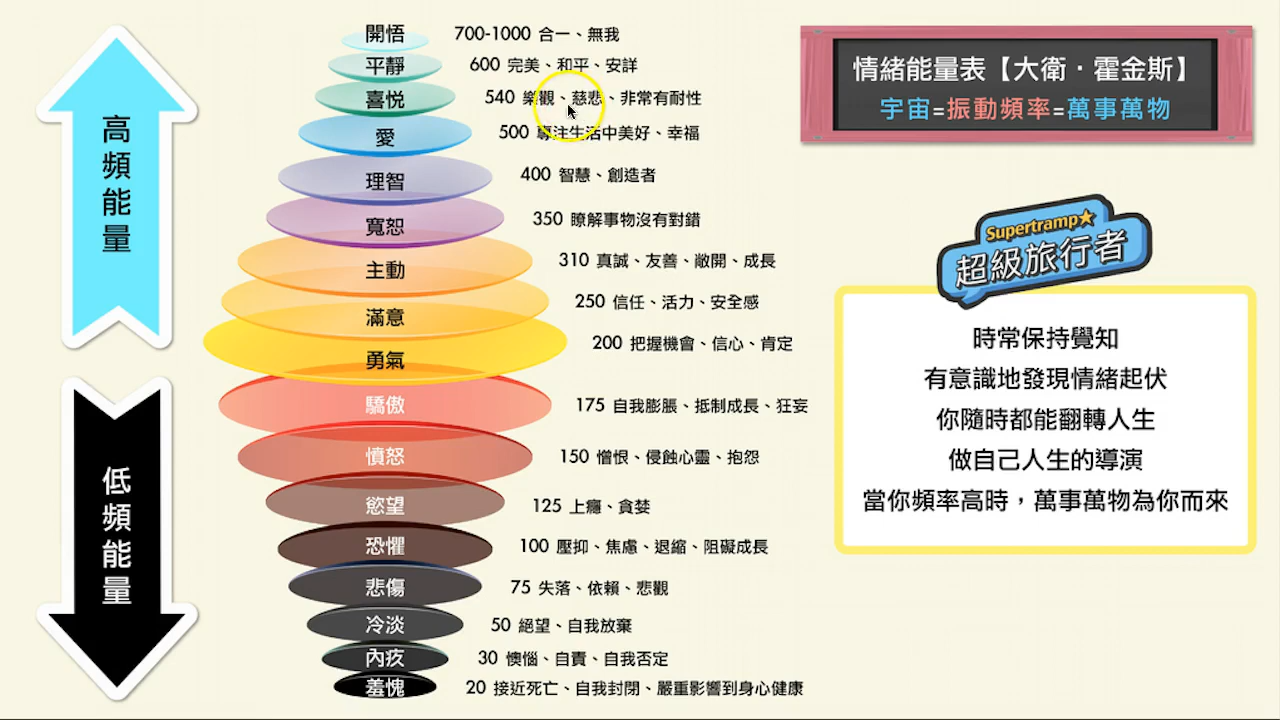 開悟 700-1000 合一、無我
平靜 600 完美、和平、安詳
喜悅 540 樂觀、慈悲、非常有耐性
愛 500 專注生活中美好、幸福
理智 400 智慧、創造者
寬恕 350 瞭解事物沒有對錯
主動 310 真誠、友善、敞開、成長
滿意 250 信任、活力、安全感
勇氣 200 把握機會、信心、肯定
驕傲 175 自我膨脹、抵制成長、狂妄
憤怒 150 憎恨、侵蝕心靈、抱怨
慾望 125 上癮、貪婪
恐懼 100 壓抑、焦慮、退縮、阻礙成長
悲傷 75 失落、依賴、悲觀
冷淡 50 絕望、自我放棄
內疚 30 懊惱、自責、自我否定
羞愧 20 接近死亡、自我封閉、嚴重影響到身心健康
高頻能量
低頻能量
情緒能量表【大衛．霍金斯】
宇宙=振動頻率=萬事萬物
Supertramp
超級旅行者
時常保持覺知
有意識地發現情緒起伏
你隨時都能翻轉人生
做自己人生的導演
當你頻率高時，萬事萬物為你而來